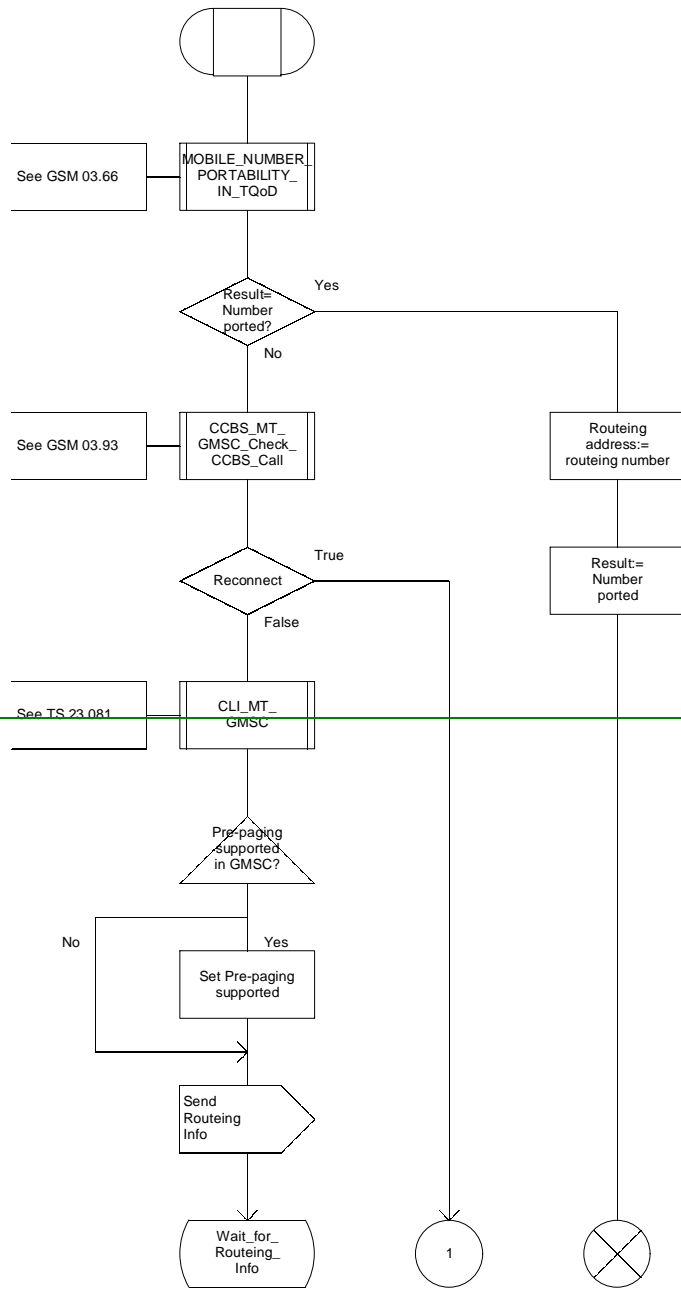 See GSM 03.66
MOBILE_NUMBER_
PORTABILITY_
IN_TQoD
Yes
Result=
Number
ported?
No
See GSM 03.93
CCBS_MT_
GMSC_Check_
CCBS_Call
Routeing
address:=
routeing number
True
Reconnect
False
Result:=
Number
ported
See TS 23.081
CLI_MT_
GMSC
Pre-paging
supported
in GMSC?
No
Yes
Set Pre-paging
supported
Send
Routeing
Info
Wait_for_
Routeing_
Info
1